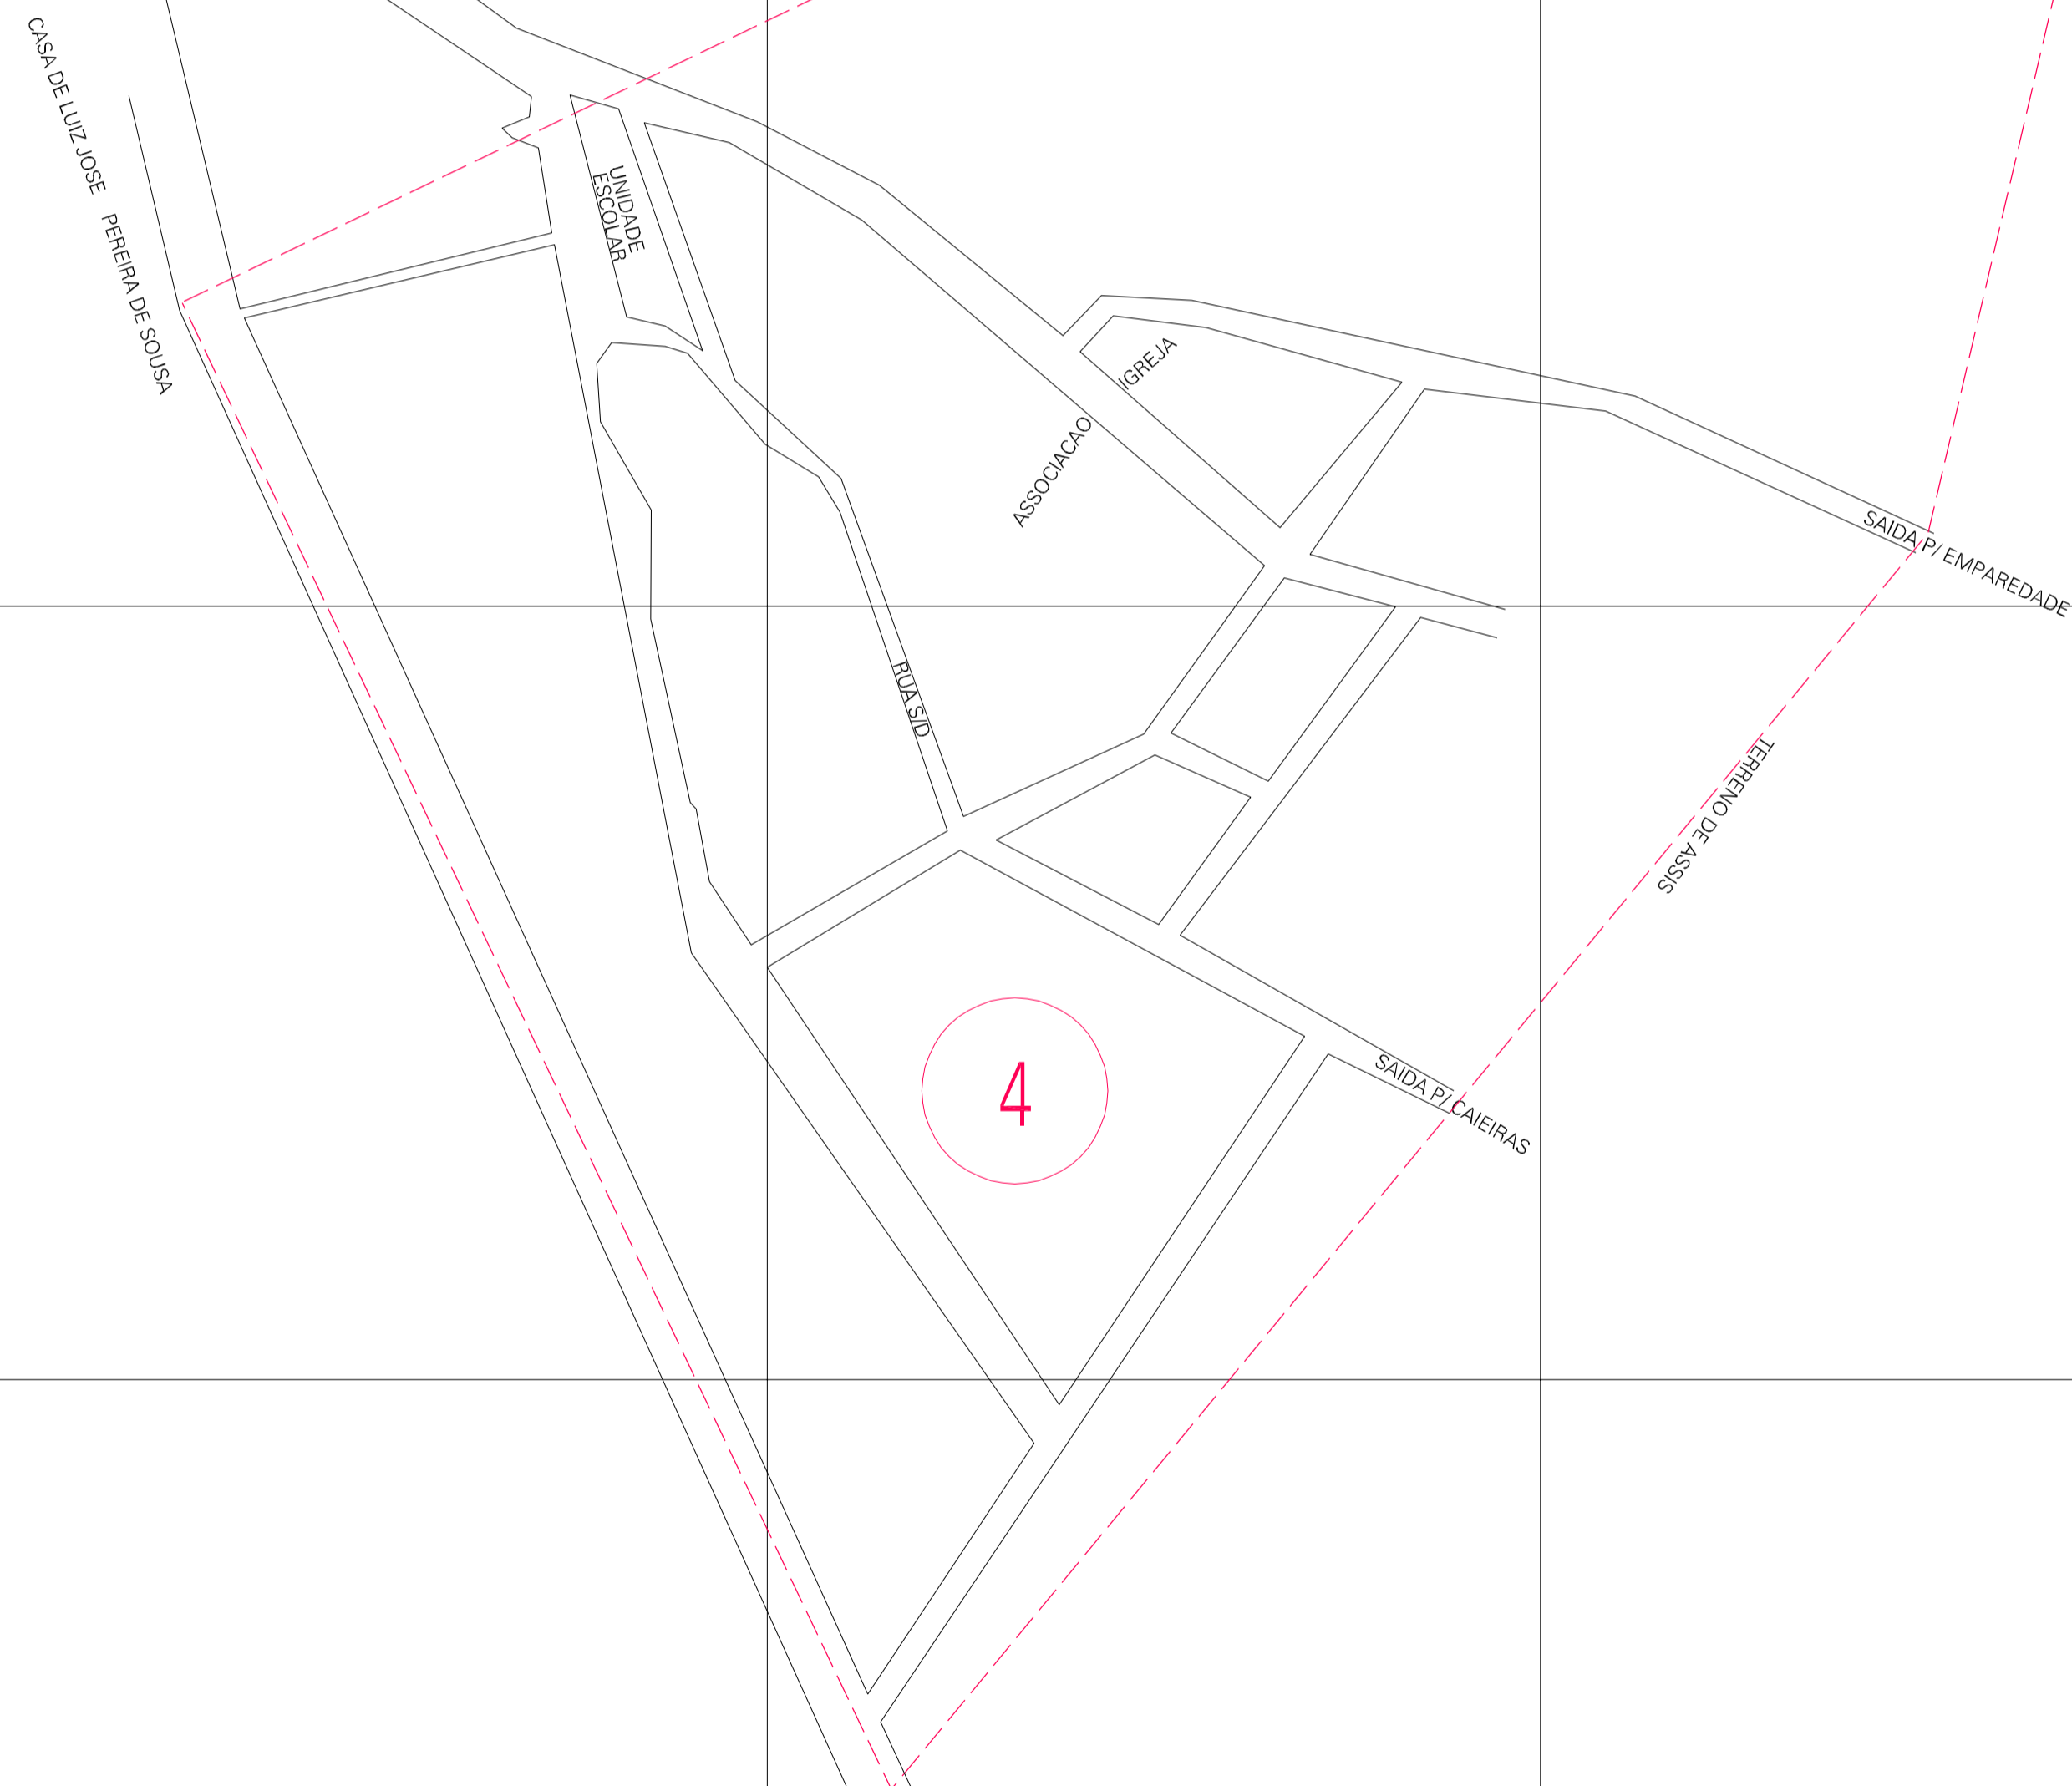 CASA DE LUIZ JOSE PEREIRA DE SOUSA
UNIDADE
ESCOLAR
IGREJA
ASSOCIACAO
SAIDA P/ EMPAREDADE
RUA S/D
TERRENO DE ASSIS
4
SAIDA P/ CAIEIRAS